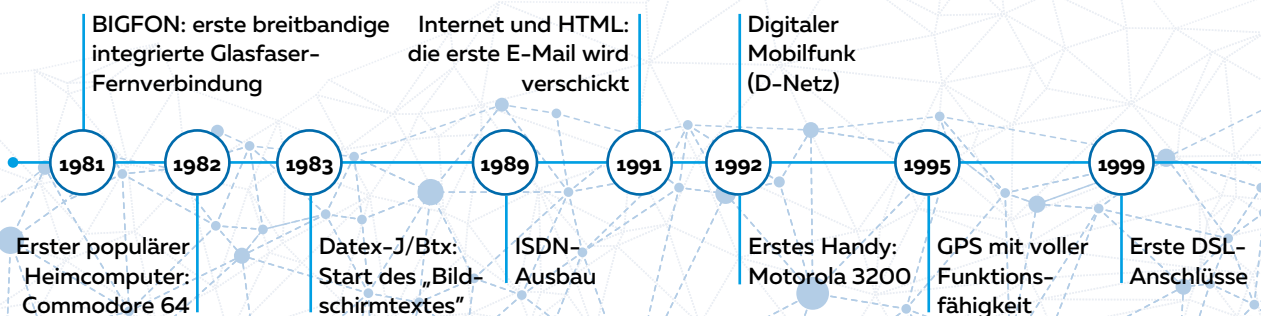 BIGFON: erste breitbandige
integrierte Glasfaser-
Fernverbindung
Internet und HTML:
die erste E-Mail wird
verschickt
Digitaler
Mobilfunk
(D-Netz)
1981
1982
1983
1989
1991
1992
1995
1999
Erster populärer
Heimcomputer:
Commodore 64
Datex-J/Btx:
Start des „Bild-
schirmtextes”
ISDN-
Ausbau
Erstes Handy:
Motorola 3200
GPS mit voller
Funktions-
fähigkeit
Erste DSL-
Anschlüsse